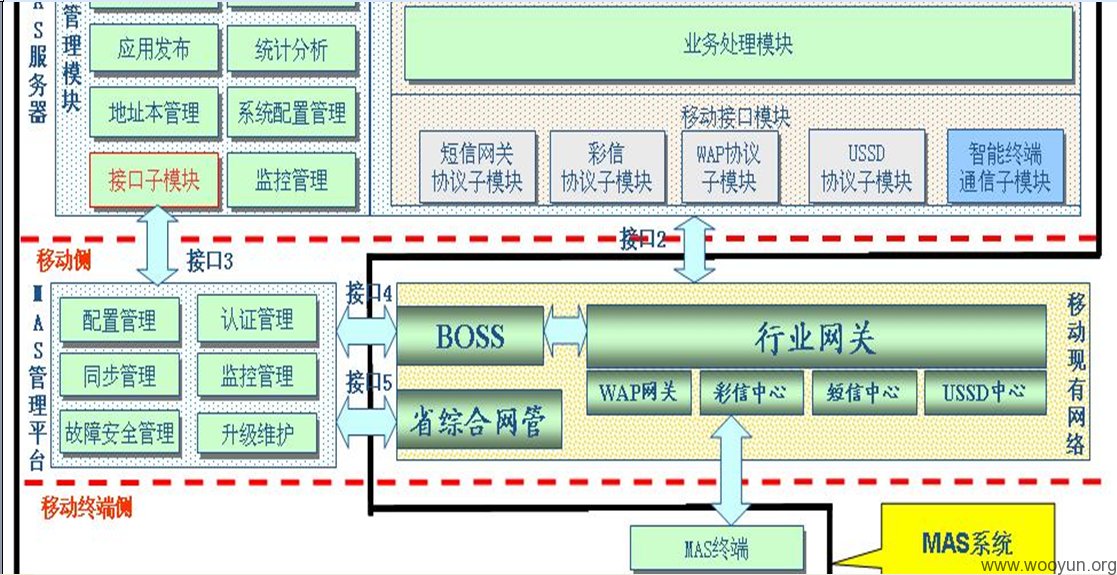 AS服务器
管理模块
应用发布
统计分析
地址本管理
系统配置管理
接口子模块
监控管理
业务处理模块
移动接口模块
短信网关
协议子模块
彩信
协议子模块
WAP协议
子模块
USSD
协议子模块
智能终端
通信子模块
移动侧
接口3
接口2
MAS管理平台
配置管理
认证管理
同步管理
监控管理
故障安全管理
升级维护
接口4
接口5
BOSS
省综合网管
行业网关
WAP网关
彩信中心
短信中心
USSD中心
移动现有网络
移动终端侧
MAS终端
MAS系统
www.wooyun.org